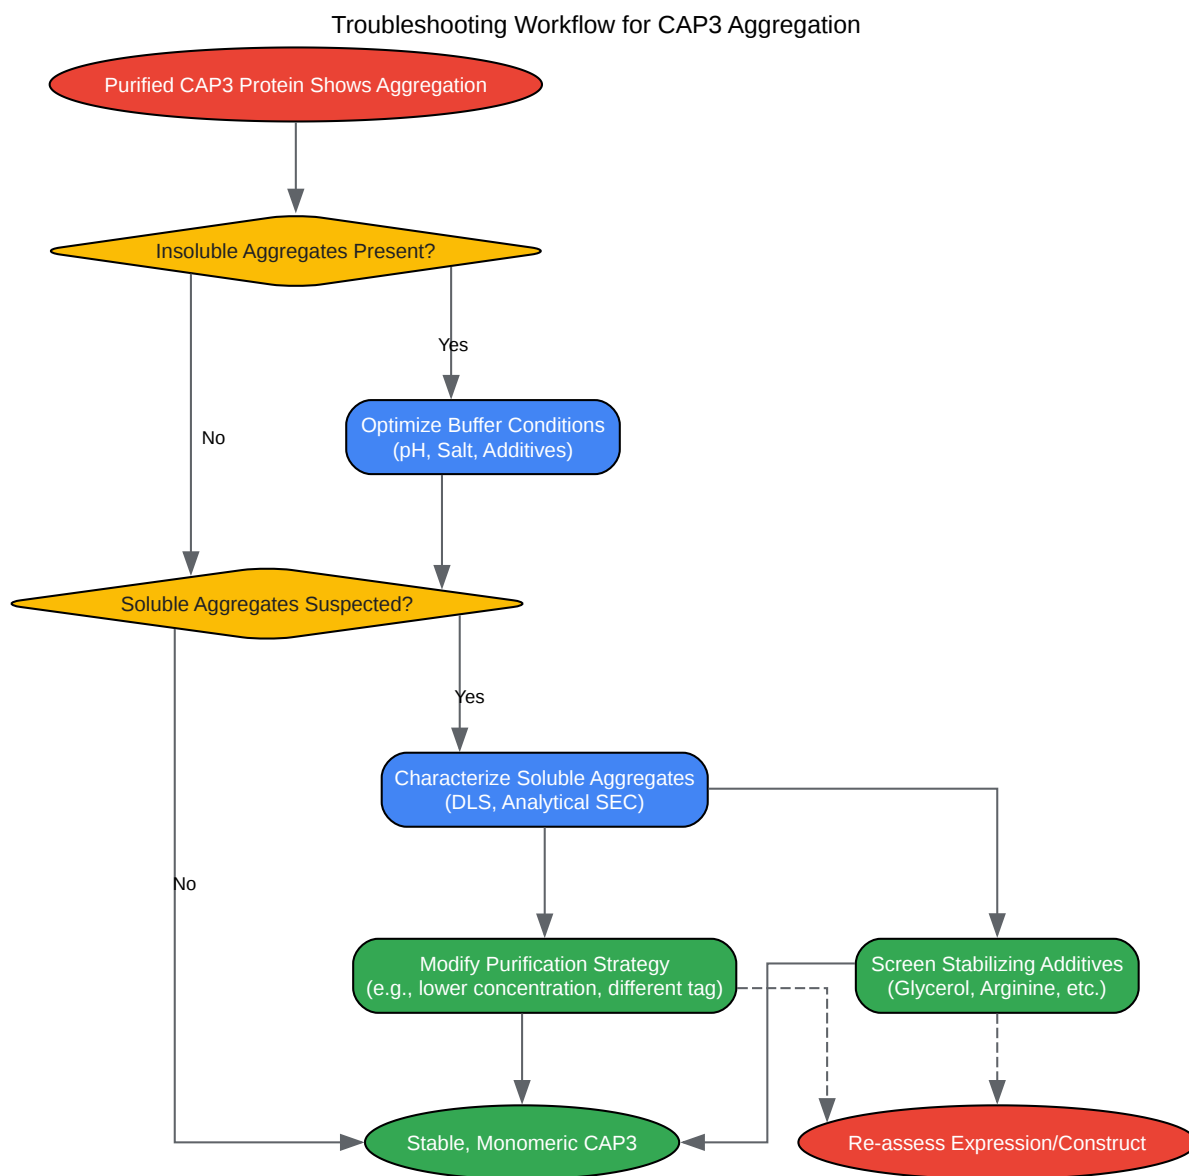 Troubleshooting Workflow for CAP3 Aggregation
Purified CAP3 Protein Shows Aggregation
Insoluble Aggregates Present?
Yes
Optimize Buffer Conditions
(pH, Salt, Additives)
No
Soluble Aggregates Suspected?
Yes
Characterize Soluble Aggregates
(DLS, Analytical SEC)
No
Modify Purification Strategy
(e.g., lower concentration, different tag)
Screen Stabilizing Additives
(Glycerol, Arginine, etc.)
Stable, Monomeric CAP3
Re-assess Expression/Construct